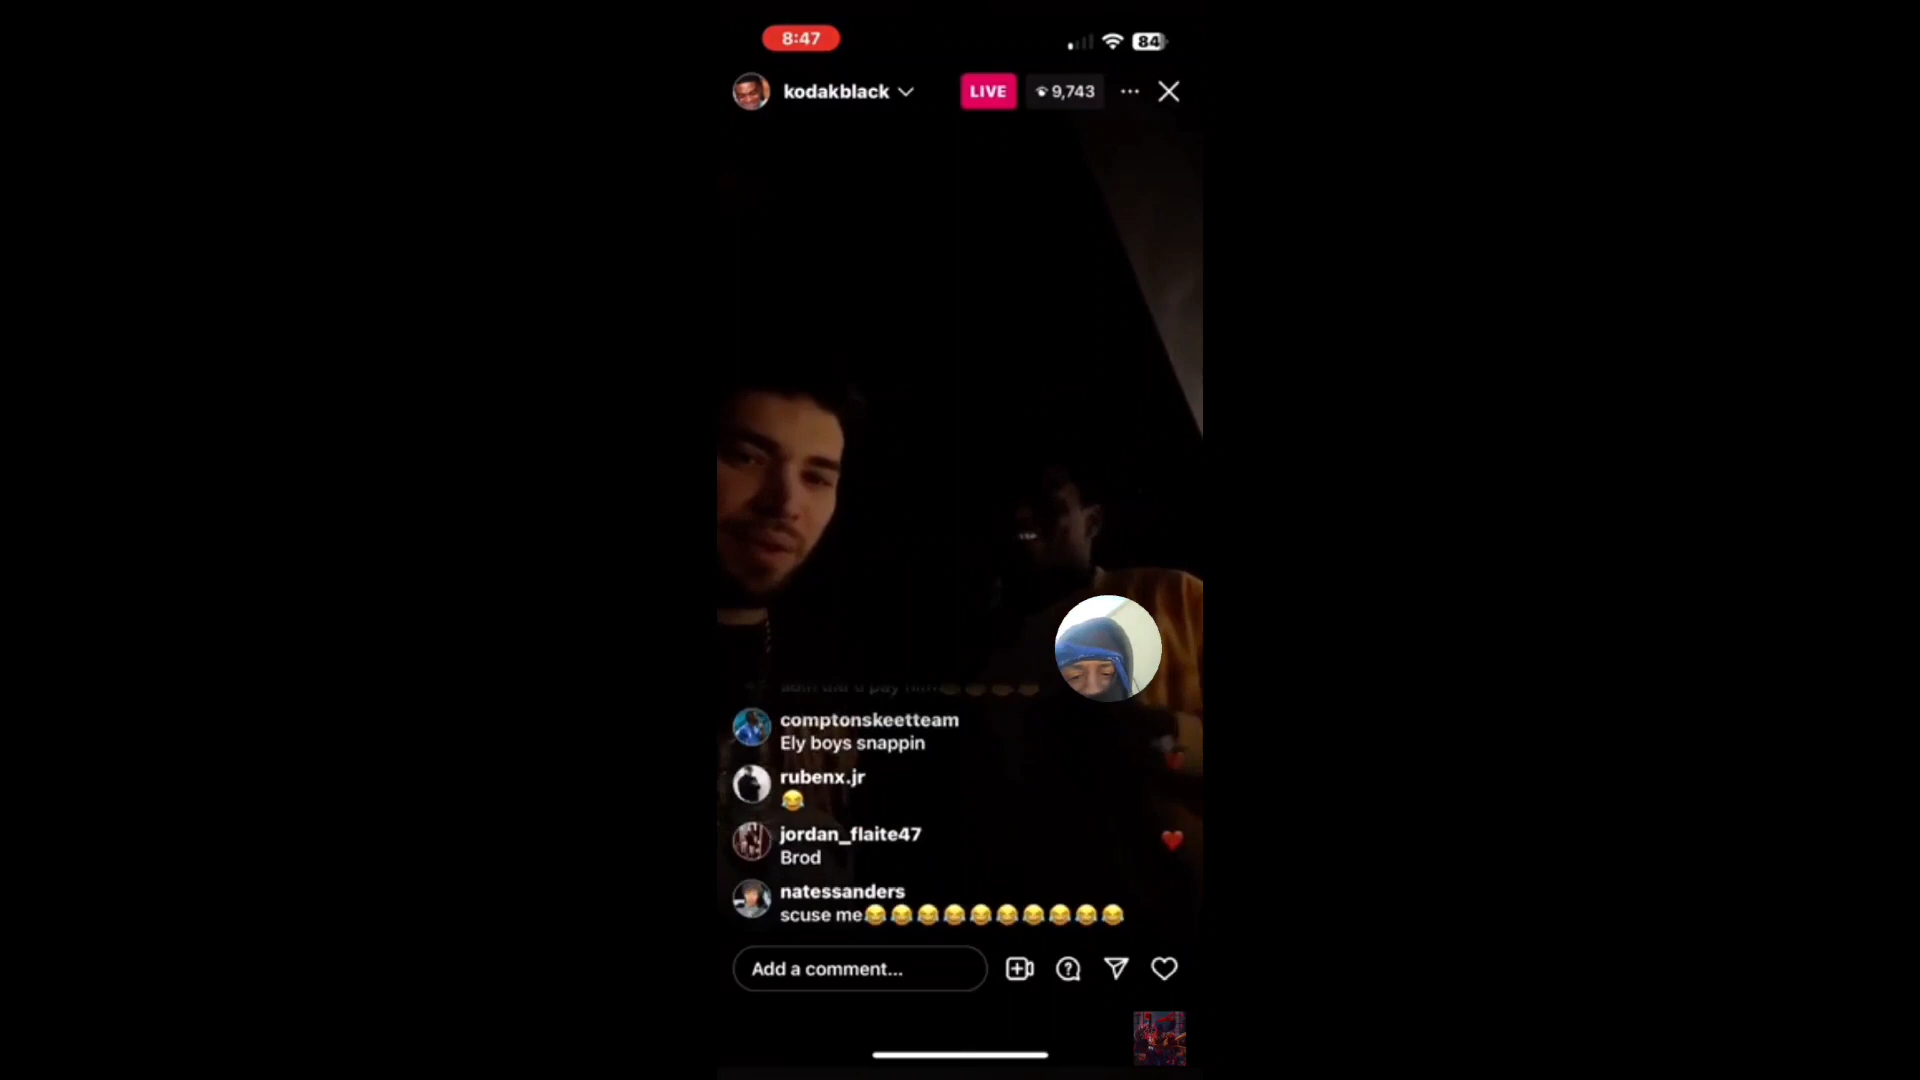 8:47
84
kodakblack
LIVE
9,743
comptonskeetteam
Ely boys snappin
rubenx.jr
😂
jordan_flaite47
Brod
natessanders
scuse me😂😂😂😂😂😂😂😂😂😂
Add a comment...